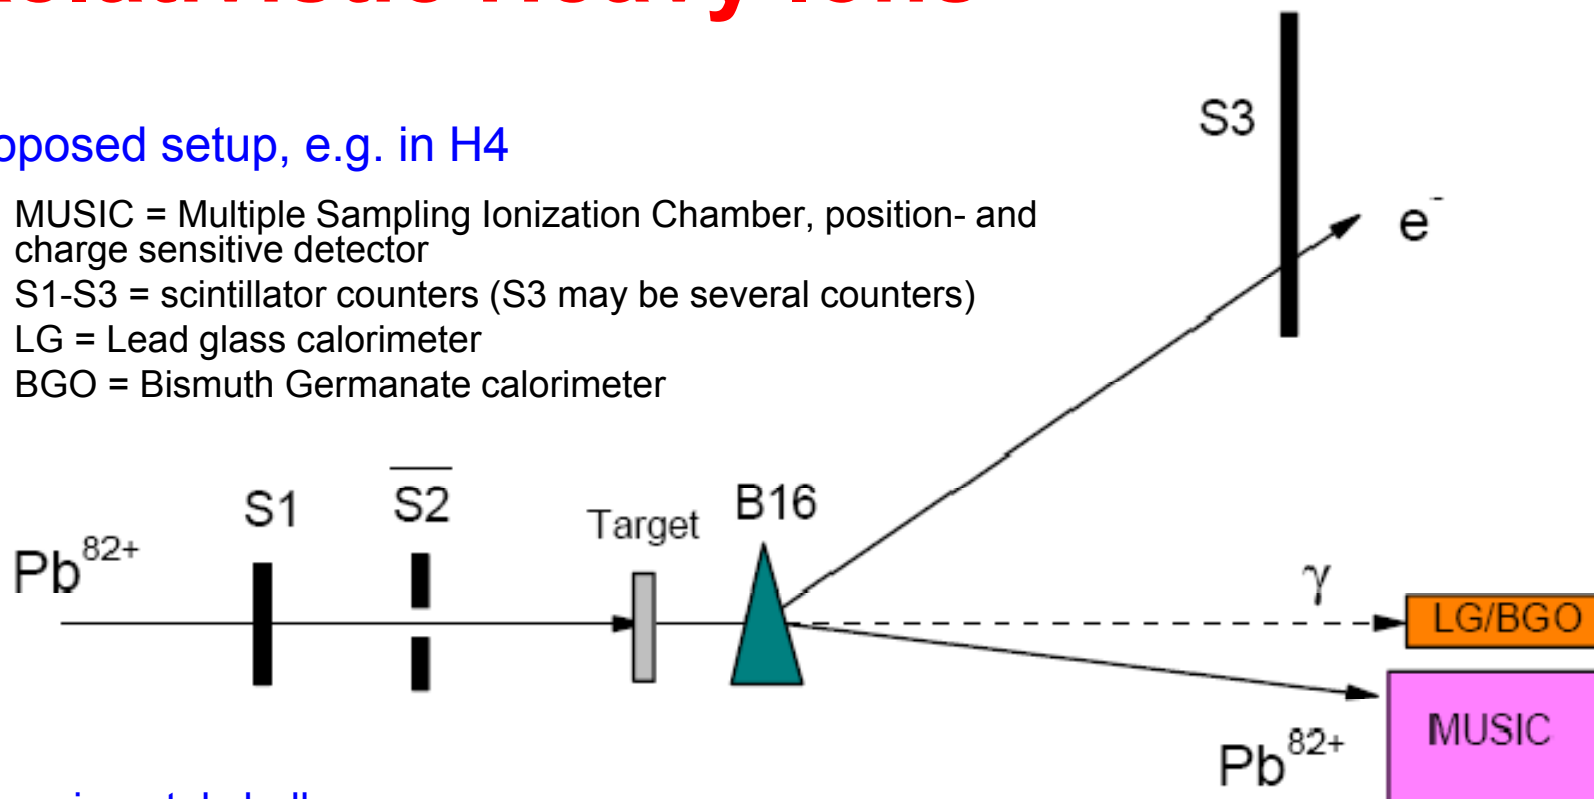 Heavy Ions
setup, e.g. in H4
MUSIC = Multiple Sampling Ionization Chamber, position- and
charge sensitive detector
S1-S3 = scintillator counters (S3 may be several counters)
LG = Lead glass calorimeter
BGO = Bismuth Germanate calorimeter
S3
e⁻
S1
S2
Target
B16
Pb⁸²⁺
γ
LG/BGO
MUSIC
Pb⁸²⁺